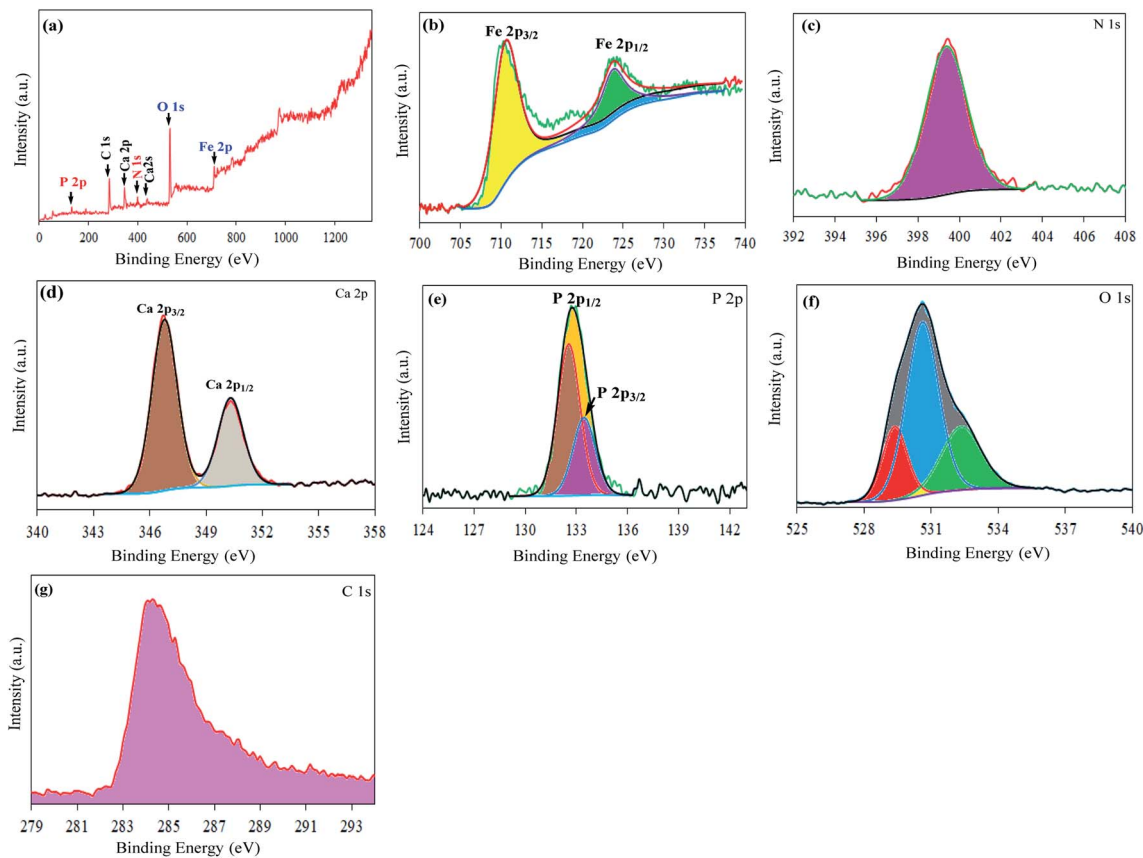 (a)
P 2p
C 1s
Ca 2p
N 1s
Ca2s
O 1s
Fe 2p
Intensity (a.u.)
0 200 400 600 800 1000 1200
Binding Energy (eV)
(b)
Fe 2p3/2
Fe 2p1/2
Intensity (a.u.)
700 705 710 715 720 725 730 735 740
Binding Energy (eV)
(c)
N 1s
Intensity (a.u.)
392 394 396 398 400 402 404 406 408
Binding Energy (eV)
(d)
Ca 2p
Ca 2p3/2
Ca 2p1/2
Intensity (a.u.)
340 343 346 349 352 355 358
Binding Energy (eV)
(e)
P 2p1/2
P 2p
P 2p3/2
Intensity (a.u.)
124 127 130 133 136 139 142
Binding Energy (eV)
(f)
O 1s
Intensity (a.u.)
525 528 531 534 537 540
Binding Energy (eV)
(g)
C 1s
Intensity (a.u.)
279 281 283 285 287 289 291 293
Binding Energy (eV)